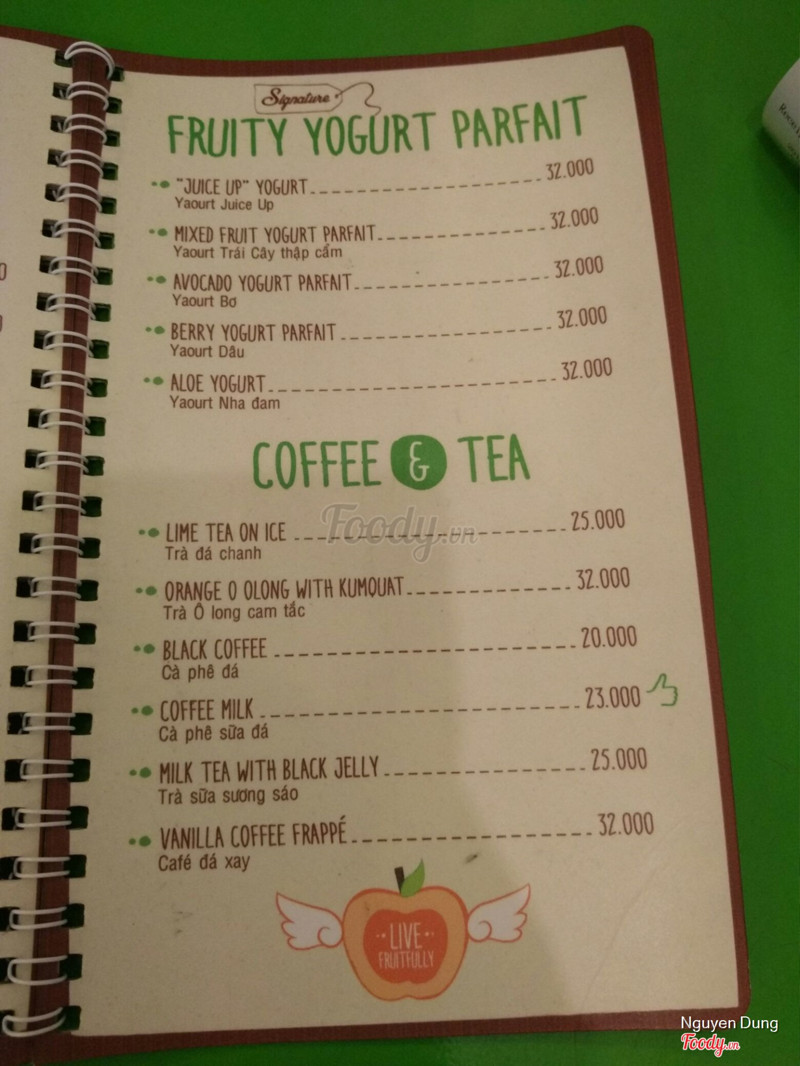 Signature
FRUITY YOGURT PARFAIT
"JUICE UP" YOGURT 32.000
Yaourt Juice Up
MIXED FRUIT YOGURT PARFAIT 32.000
Yaourt Trái Cây thập cẩm
AVOCADO YOGURT PARFAIT 32.000
Yaourt Bơ
BERRY YOGURT PARFAIT 32.000
Yaourt Dâu
ALOE YOGURT 32.000
Yaourt Nha đam
COFFEE & TEA
Foody.vn
LIME TEA ON ICE 25.000
Trà đá chanh
ORANGE O OLONG WITH KUMQUAT 32.000
Trà Ô long cam tắc
BLACK COFFEE 20.000
Cà phê đá
COFFEE MILK 23.000
Cà phê sữa đá
MILK TEA WITH BLACK JELLY 25.000
Trà sữa sương sáo
VANILLA COFFEE FRAPPÉ 32.000
Café đá xay
LIVE
FRUITFULLY
Nguyen Dung
Foody.vn